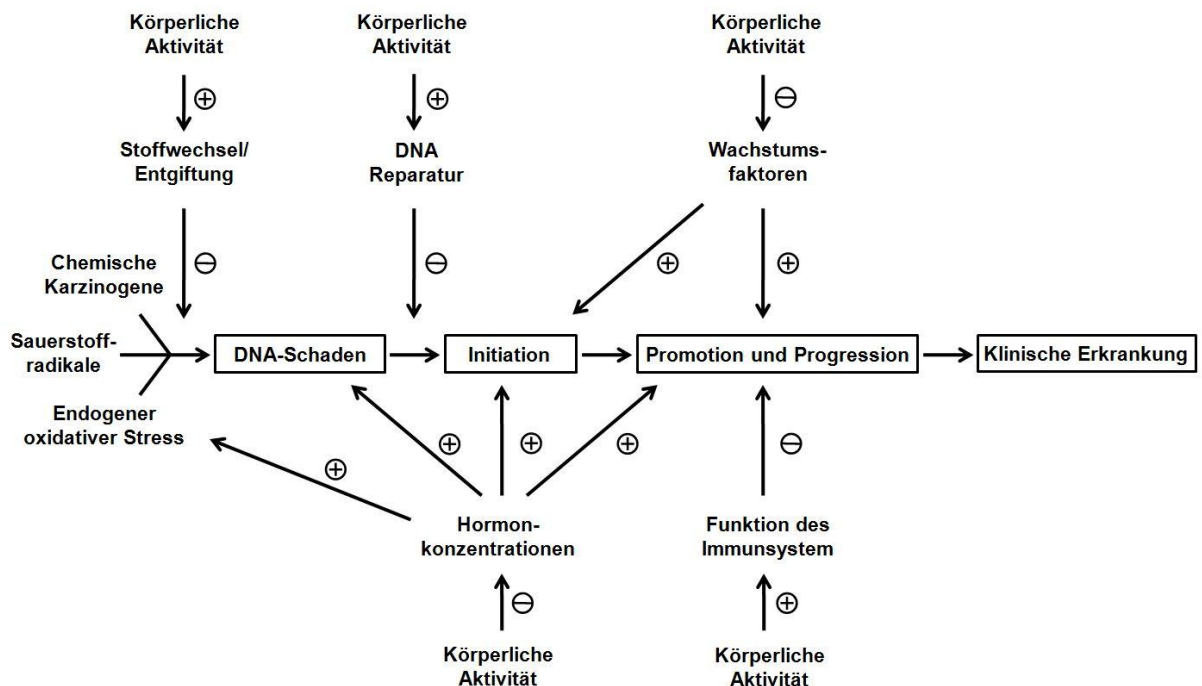 Körperliche
Aktivität
Körperliche
Aktivität
Körperliche
Aktivität
+
+
−
Stoffwechsel/
Entgiftung
DNA
Reparatur
Wachstums-
faktoren
Chemische
Karzinogene
−
−
+
+
Sauerstoff-
radikale
DNA-Schaden
Initiation
Promotion und Progression
Klinische Erkrankung
Endogener
oxidativer Stress
+
+
+
+
−
Hormon-
konzentrationen
Funktion des
Immunsystem
−
+
Körperliche
Aktivität
Körperliche
Aktivität